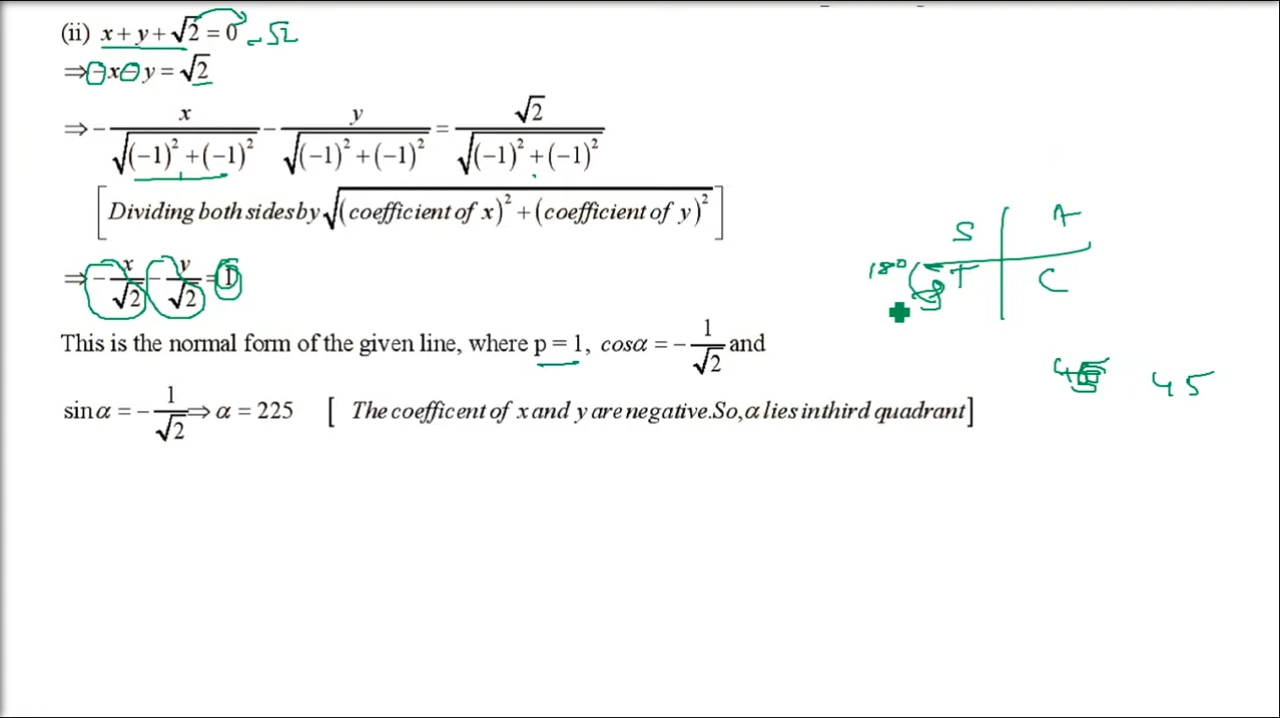 (ii) x + y + √2 = 0 - √2
⇒ -x - y = √2
⇒ - x/√((-1)² + (-1)²) - y/√((-1)² + (-1)²) = √2/√((-1)² + (-1)²)
[Dividing both sides by √((coefficient of x)² + (coefficient of y)²)]
⇒ - x/√2 - y/√2 = 1
This is the normal form of the given line, where p = 1, cosα = - 1/√2 and
sinα = - 1/√2 ⇒ α = 225 [ The coefficent of x and y are negative.So, α lies in third quadrant]
S A
180 T C
45